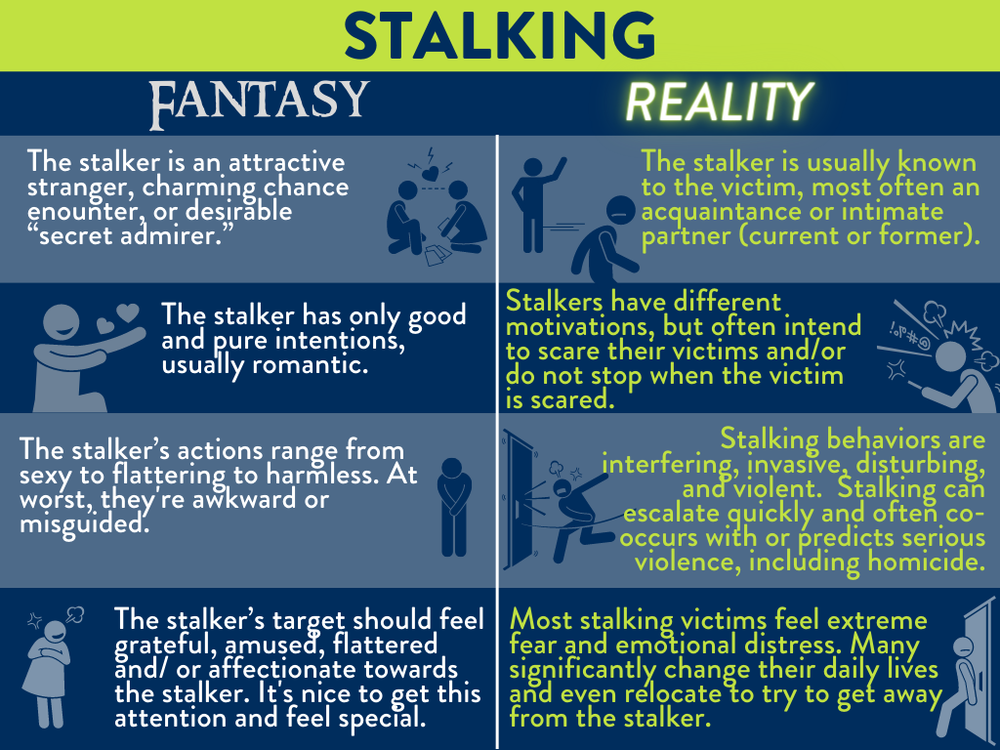 STALKING
FANTASY
REALITY
The stalker is an attractive
stranger, charming chance
enounter, or desirable
“secret admirer.”
The stalker is usually known
to the victim, most often an
acquaintance or intimate
partner (current or former).
The stalker has only good
and pure intentions,
usually romantic.
Stalkers have different
motivations, but often intend
to scare their victims and/or
do not stop when the victim
is scared.
!,!*#@
The stalker’s actions range from
sexy to flattering to harmless. At
worst, they're awkward or
misguided.
Stalking behaviors are
interfering, invasive, disturbing,
and violent. Stalking can
escalate quickly and often co-
occurs with or predicts serious
violence, including homicide.
The stalker’s target should feel
grateful, amused, flattered
and/ or affectionate towards
the stalker. It's nice to get this
attention and feel special.
Most stalking victims feel extreme
fear and emotional distress. Many
significantly change their daily lives
and even relocate to try to get away
from the stalker.